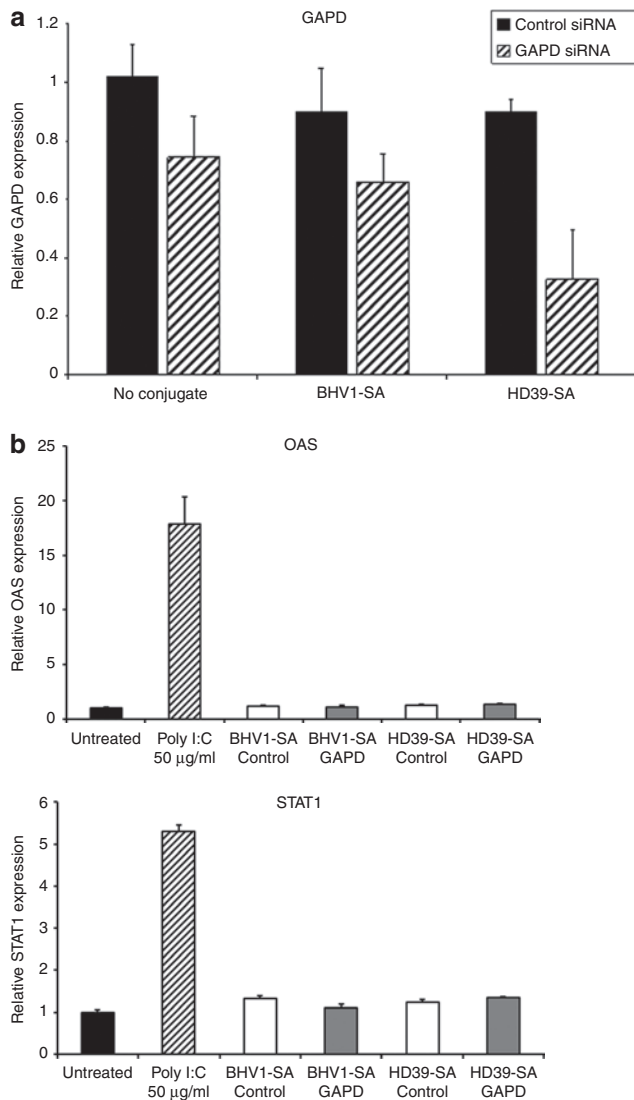 a
GAPD
Control siRNA
GAPD siRNA
Relative GAPD expression
1.2
1
0.8
0.6
0.4
0.2
0
No conjugate BHV1-SA HD39-SA
b
OAS
Relative OAS expression
25
20
15
10
5
0
Untreated Poly I:C BHV1-SA BHV1-SA HD39-SA HD39-SA
50 μg/ml Control GAPD Control GAPD
STAT1
Relative STAT1 expression
6
5
4
3
2
1
0
Untreated Poly I:C BHV1-SA BHV1-SA HD39-SA HD39-SA
50 μg/ml Control GAPD Control GAPD